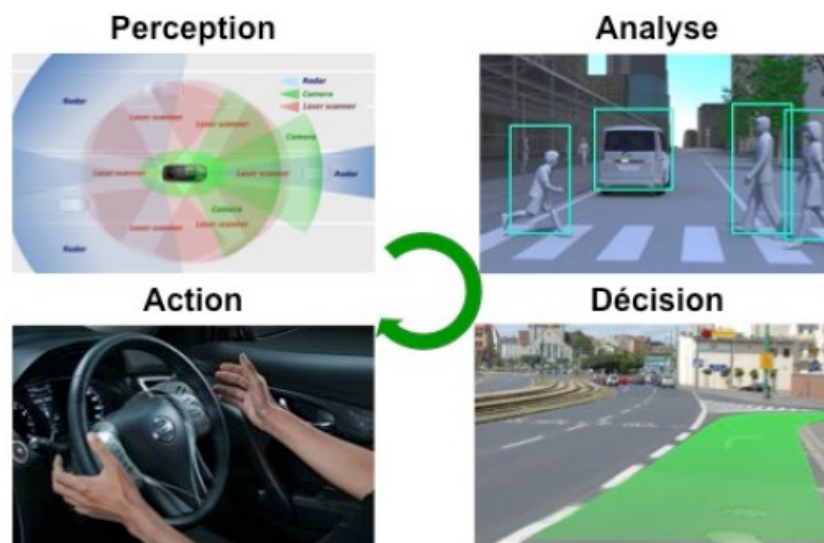 Perception
Analyse
Radar
Camera
Laser scanner
Radar
Laser scanner
Laser scanner
Camera
Laser scanner
Laser scanner
Radar
Camera
Laser scanner
Laser scanner
Radar
Action
Décision